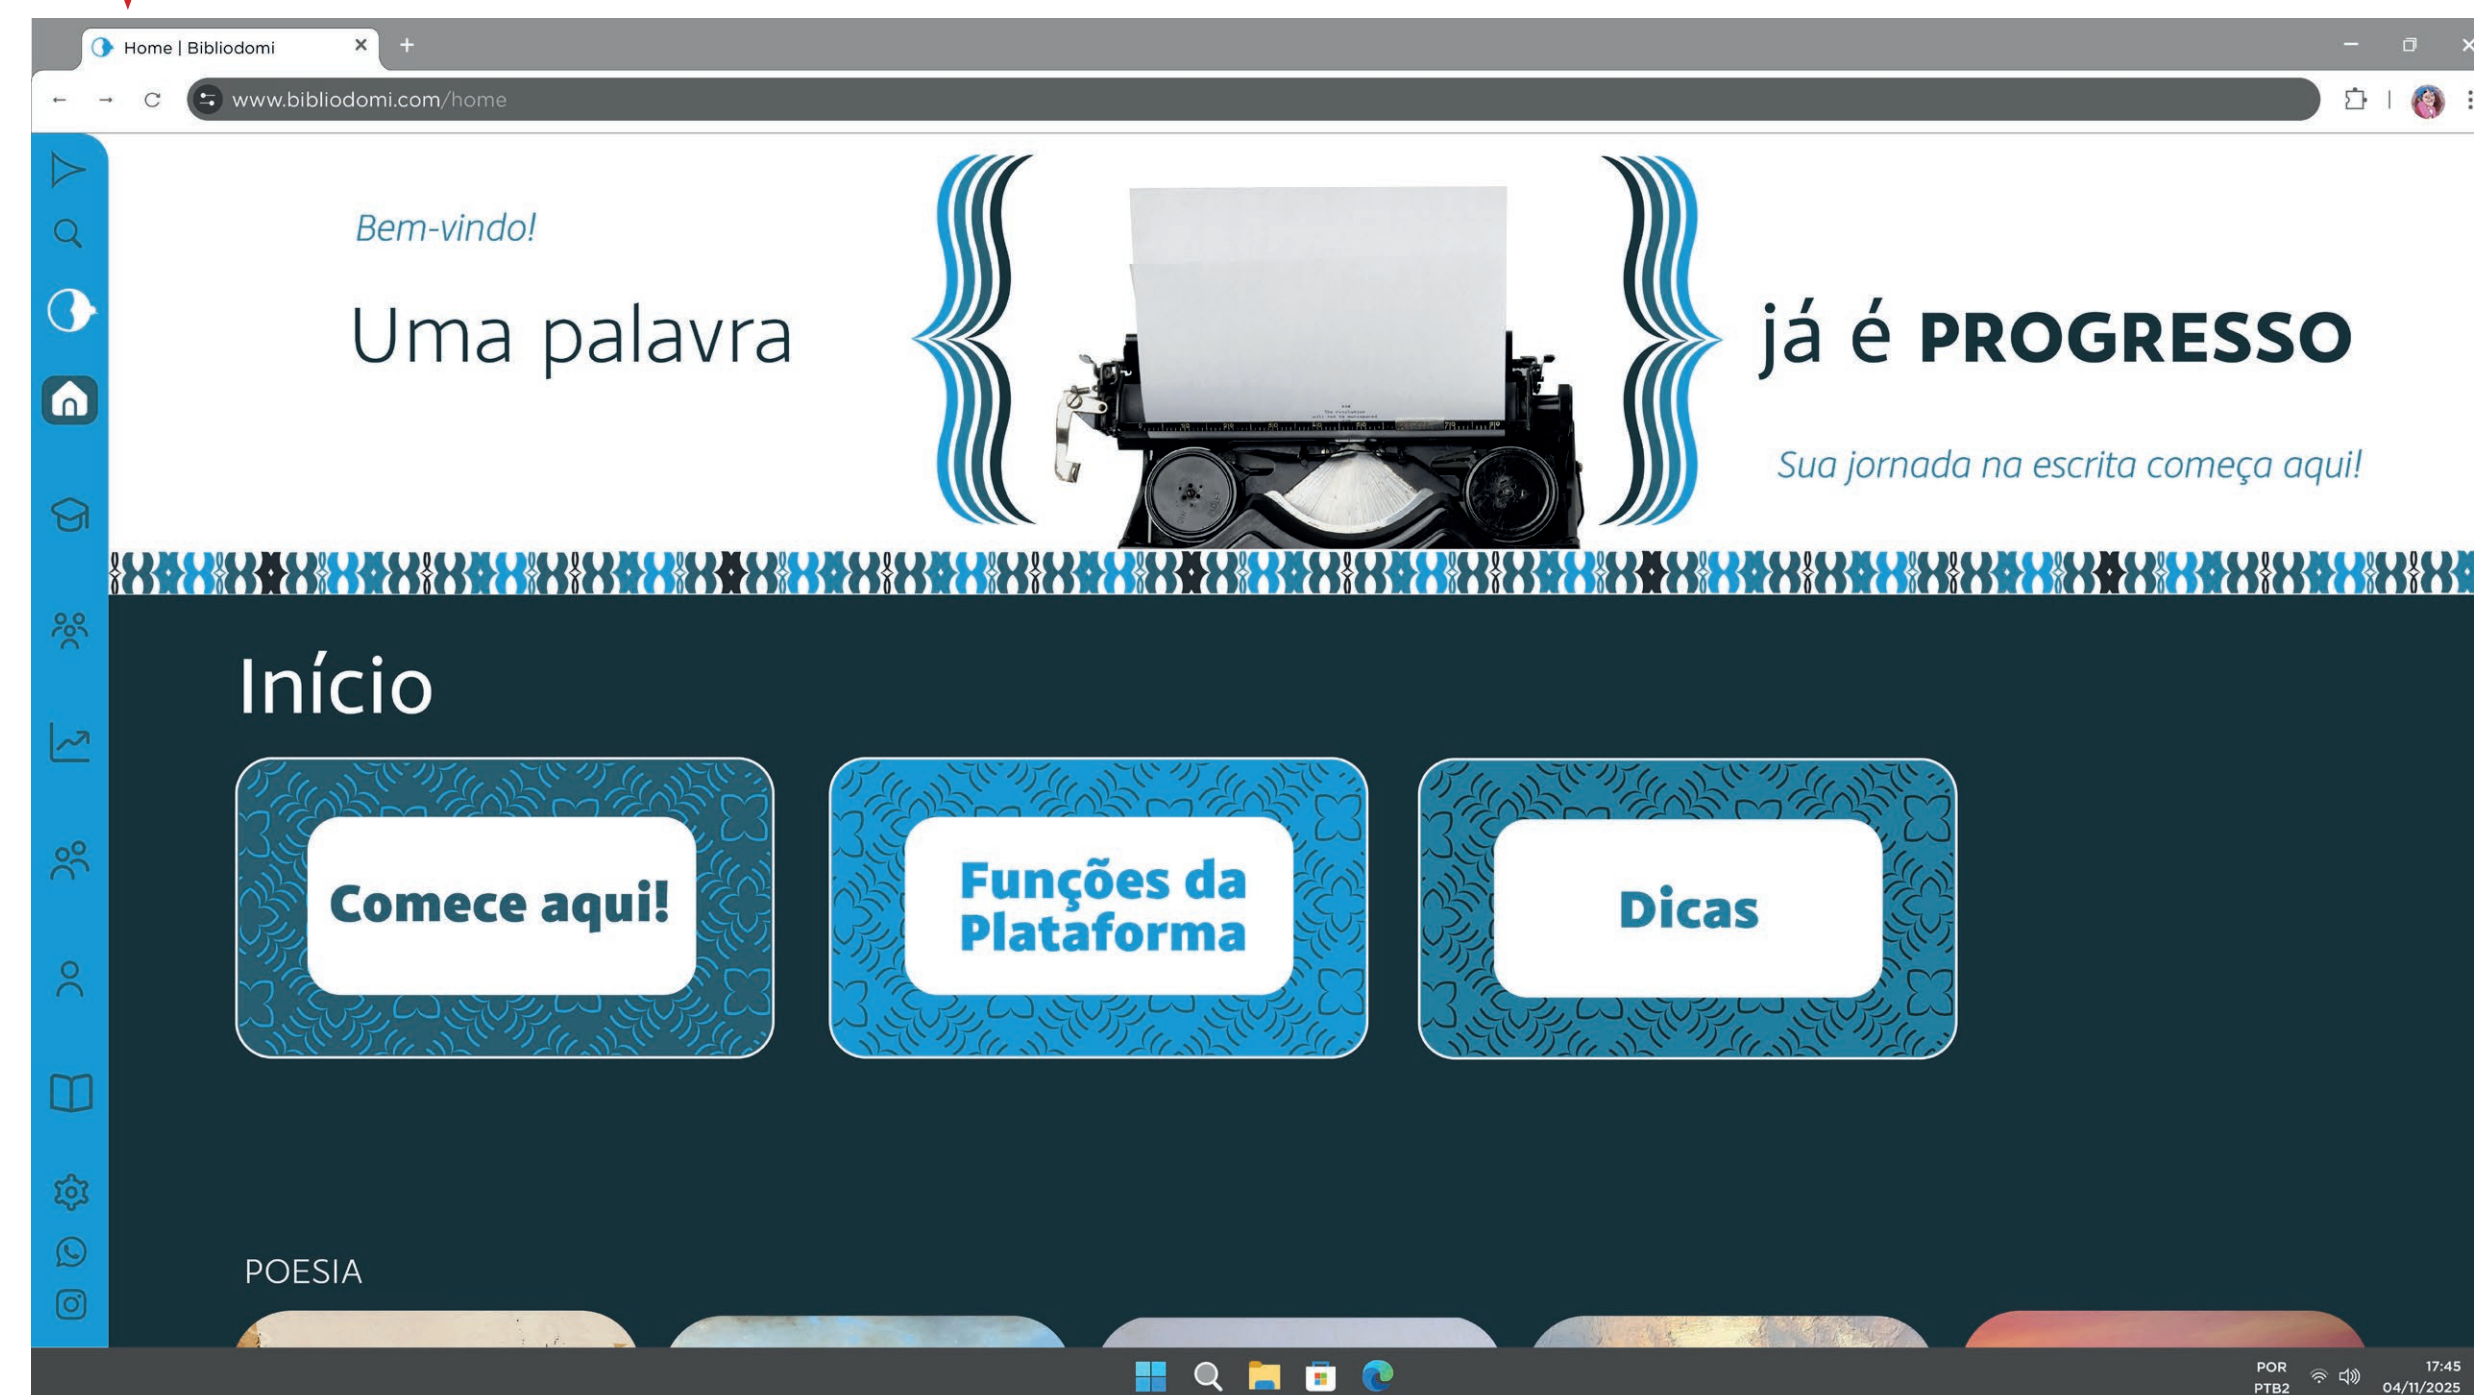 Home | Bibliodomi
www.bibliodomi.com/home
Bem-vindo!
Uma palavra
já é PROGRESSO
Sua jornada na escrita começa aqui!
Início
Comece aqui!
Funções da
Plataforma
Dicas
POESIA
POR
PTB2
17:45
04/11/2025